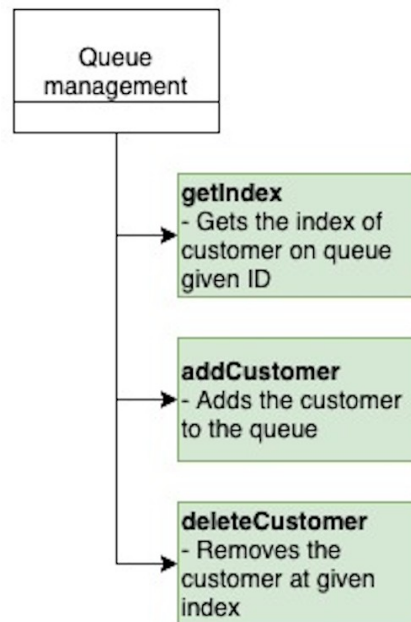 Queue
management
getIndex
- Gets the index of
customer on queue
given ID
addCustomer
- Adds the customer
to the queue
deleteCustomer
- Removes the
customer at given
index